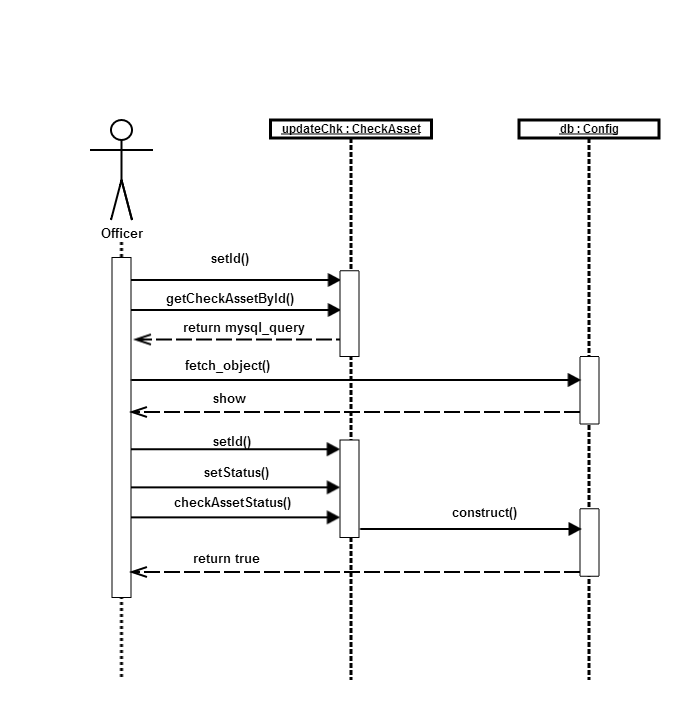 updateChk : CheckAsset
db : Config
Officer
setId()
getCheckAssetById()
return mysql_query
fetch_object()
show
setId()
setStatus()
checkAssetStatus()
construct()
return true